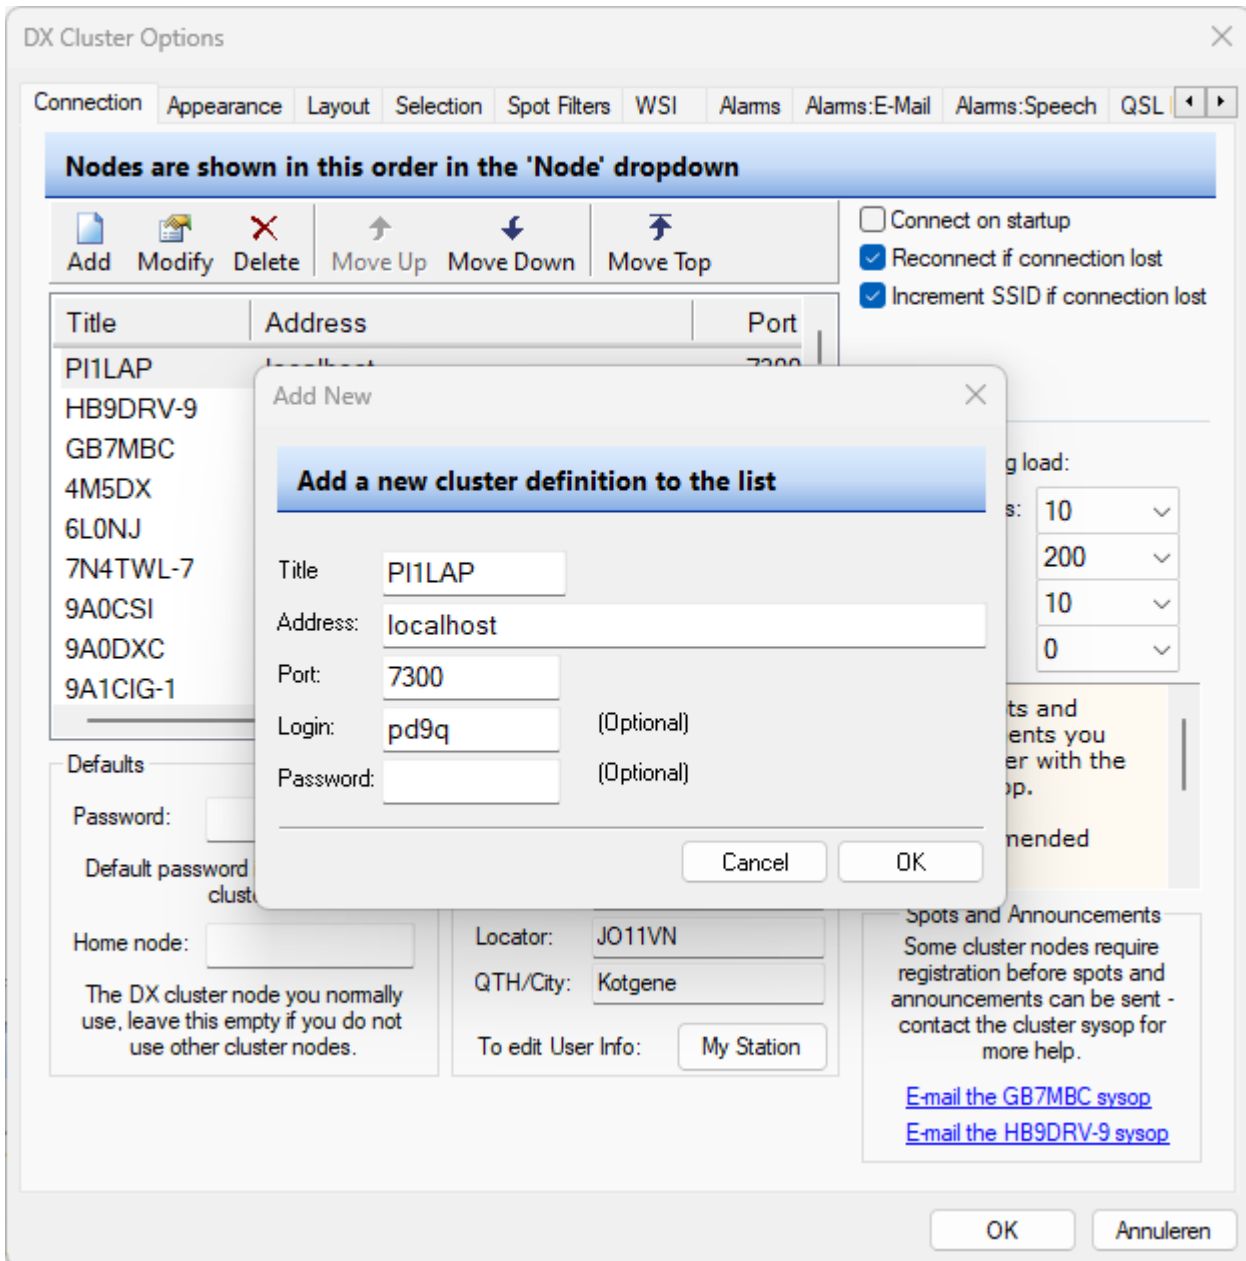 DX Cluster Options
Connection Appearance Layout Selection Spot Filters WSI Alarms Alarms:E-Mail Alarms:Speech QSL
Nodes are shown in this order in the 'Node' dropdown
Add Modify Delete Move Up Move Down Move Top
Connect on startup
Reconnect if connection lost
Increment SSID if connection lost
Title Address Port
PI1LAP localhost 7300
HB9DRV-9
GB7MBC
4M5DX
6L0NJ
7N4TWL-7
9A0CSI
9A0DXC
9A1CIG-1
Add New
Add a new cluster definition to the list
Title PI1LAP
Address: localhost
Port: 7300
Login: pd9q (Optional)
Password: (Optional)
Cancel OK
load:
10
200
10
0
and
you
with the
Defaults
Password:
Default password
Home node:
The DX cluster node you normally
use, leave this empty if you do not
use other cluster nodes.
Locator: JO11VN
QTH/City: Kotgene
To edit User Info: My Station
Spots and Announcements
Some cluster nodes require
registration before spots and
announcements can be sent -
contact the cluster sysop for
more help.
E-mail the GB7MBC sysop
E-mail the HB9DRV-9 sysop
OK Annuleren